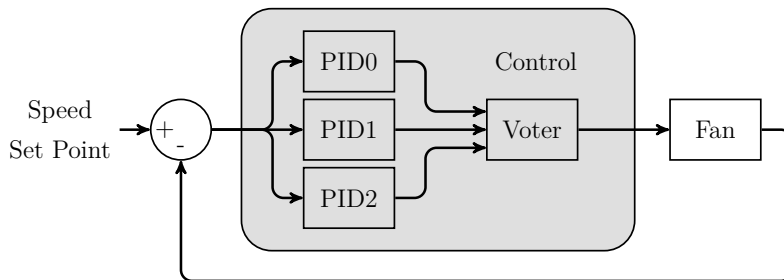 PID0
Control
Speed
Set Point
+
-
PID1
Voter
Fan
PID2